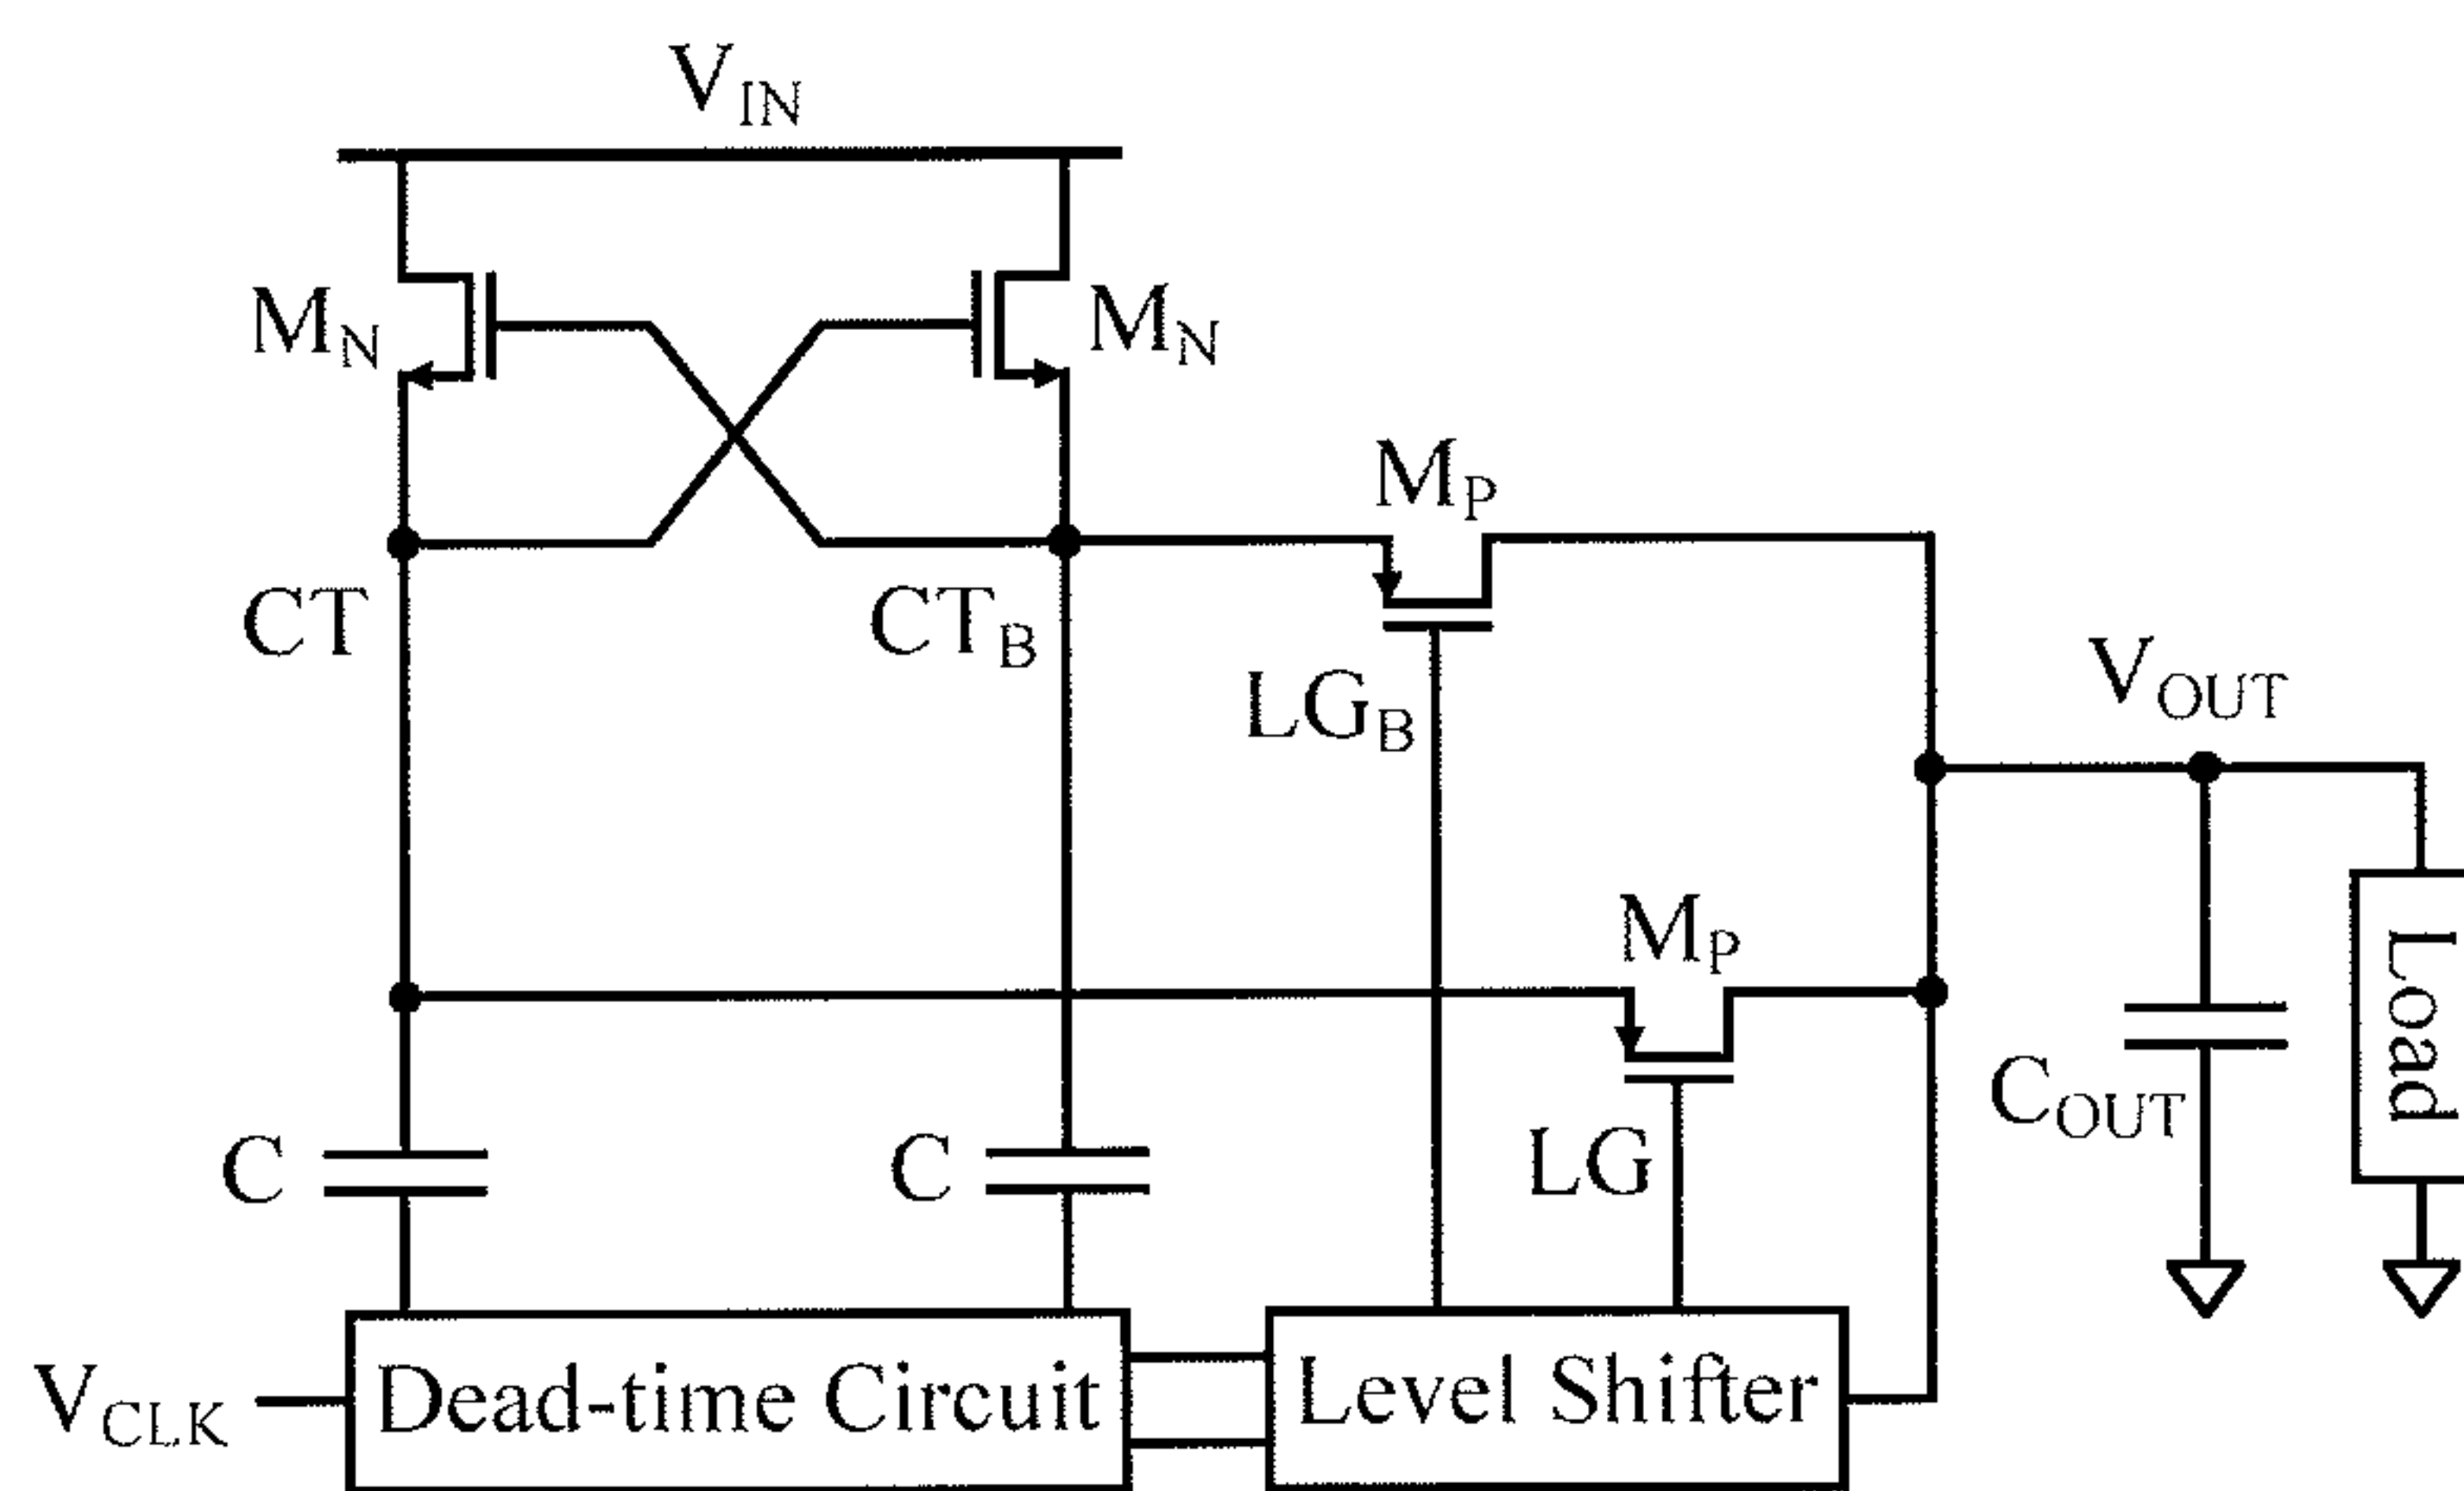 V_IN
M_N
M_N
M_P
CT
CT_B
LG_B
V_OUT
M_P
C
C
LG
C_OUT
Load
V_CLK
Dead-time Circuit
Level Shifter